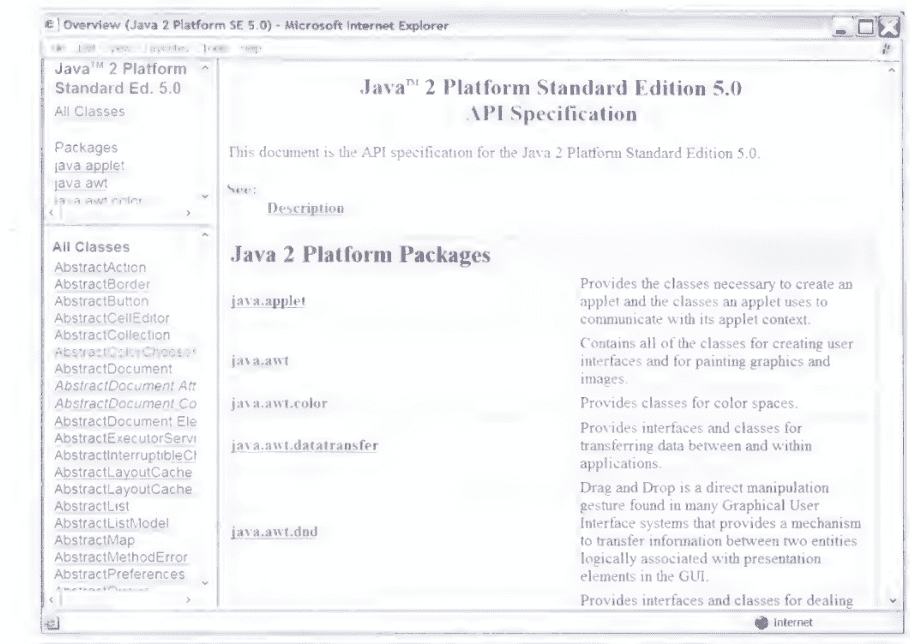 Overview (Java 2 Platform SE 5.0) - Microsoft Internet Explorer
Java™ 2 Platform
Standard Ed. 5.0
All Classes
Packages
java.applet
java.awt
java.awt.color
All Classes
AbstractAction
AbstractBorder
AbstractButton
AbstractCellEditor
AbstractCollection
AbstractColorChooser
AbstractDocument
AbstractDocument.Att
AbstractDocument.Co
AbstractDocument.Ele
AbstractExecutorServi
AbstractInterruptibleCh
AbstractLayoutCache
AbstractLayoutCache
AbstractList
AbstractListModel
AbstractMap
AbstractMethodError
AbstractPreferences
Java™ 2 Platform Standard Edition 5.0
API Specification
This document is the API specification for the Java 2 Platform Standard Edition 5.0.
See:
Description
Java 2 Platform Packages
java.applet
Provides the classes necessary to create an
applet and the classes an applet uses to
communicate with its applet context.
java.awt
Contains all of the classes for creating user
interfaces and for painting graphics and
images.
java.awt.color
Provides classes for color spaces.
java.awt.datatransfer
Provides interfaces and classes for
transferring data between and within
applications.
java.awt.dnd
Drag and Drop is a direct manipulation
gesture found in many Graphical User
Interface systems that provides a mechanism
to transfer information between two entities
logically associated with presentation
elements in the GUI.
Provides interfaces and classes for dealing
Internet